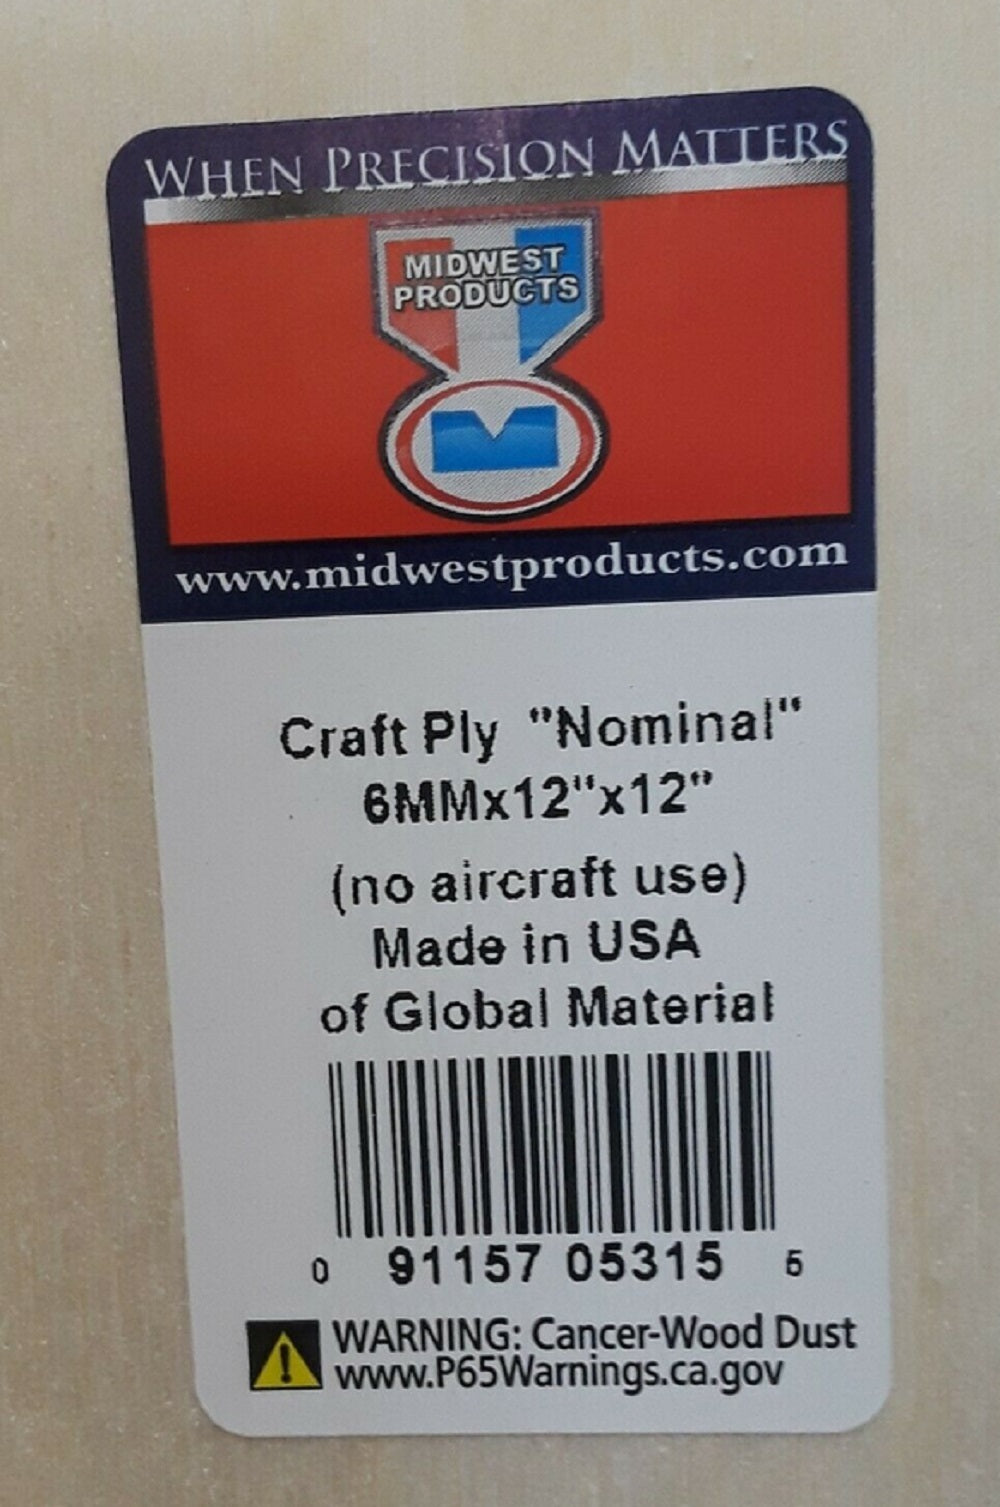 WHEN PRECISION MATTERS
MIDWEST
PRODUCTS
www.midwestproducts.com
Craft Ply "Nominal"
6MMx12"x12"
(no aircraft use)
Made in USA
of Global Material
0 91157 05315 5
WARNING: Cancer-Wood Dust
www.P65Warnings.ca.gov